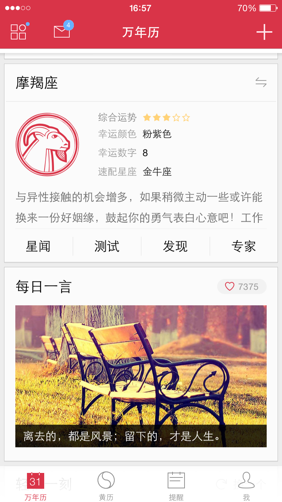 16:57
70%
4
万年历
摩羯座
综合运势
幸运颜色 粉紫色
幸运数字 8
速配星座 金牛座
与异性接触的机会增多，如果稍微主动一些或许能
换来一份好姻缘，鼓起你的勇气表白心意吧！工作
星闻 测试 发现 专家
每日一言
7375
离去的，都是风景；留下的，才是人生。
31
万年历 黄历 提醒 我